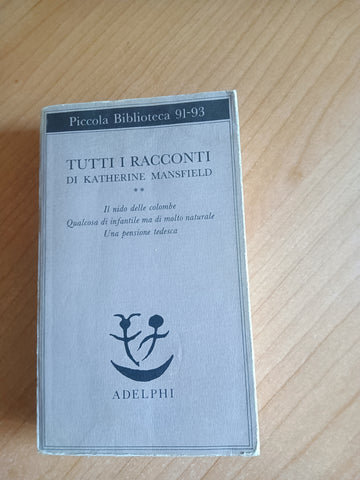 Piccola Biblioteca 91-93
TUTTI I RACCONTI
DI KATHERINE MANSFIELD
**
Il nido delle colombe
Qualcosa di infantile ma di molto naturale
Una pensione tedesca
ADELPHI